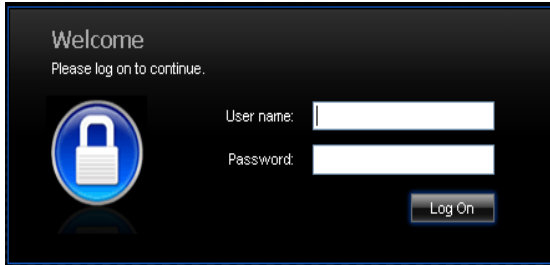 Welcome
Please log on to continue.
User name:
Password:
Log On